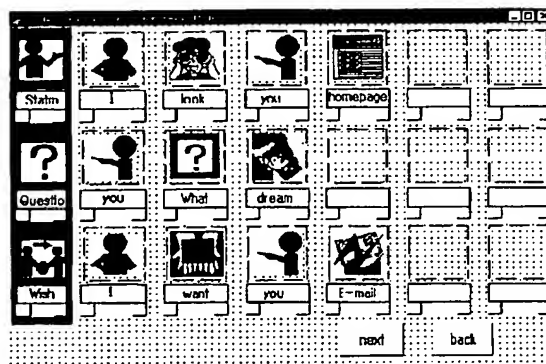 Statm I look you homepage
?
Questio you What dream
Wish I want you E-mail
next back